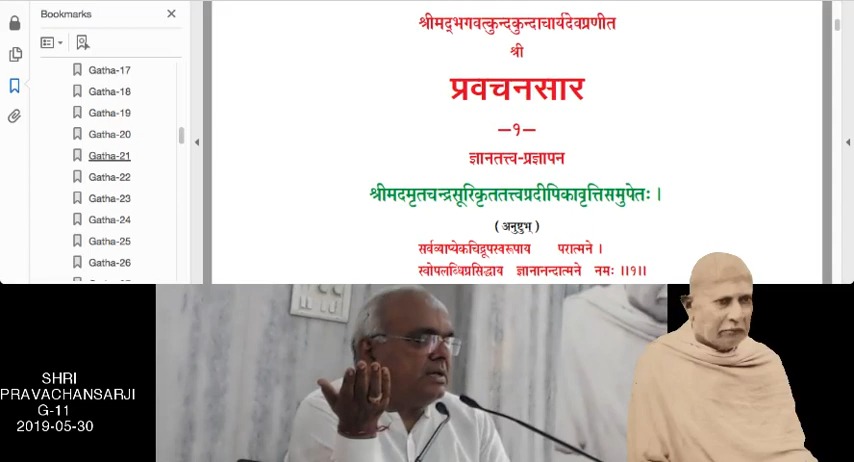 Bookmarks
Gatha-17
Gatha-18
Gatha-19
Gatha-20
Gatha-21
Gatha-22
Gatha-23
Gatha-24
Gatha-25
Gatha-26
श्रीमद्भगवत्कुन्दकुन्दाचार्यदेवप्रणीत
श्री
प्रवचनसार
—१—
ज्ञानतत्त्व-प्रज्ञापन
श्रीमदमृतचन्द्रसूरिकृततत्त्वप्रदीपिकावृत्तिसमुपेतः ।
( अनुष्टुभ् )
सर्वव्याप्येकचिद्रूपस्वरूपाय परात्मने ।
स्वोपलब्धिप्रसिद्धाय ज्ञानानन्दात्मने नमः ।।१।।
SHRI
PRAVACHANSARJI
G-11
2019-05-30